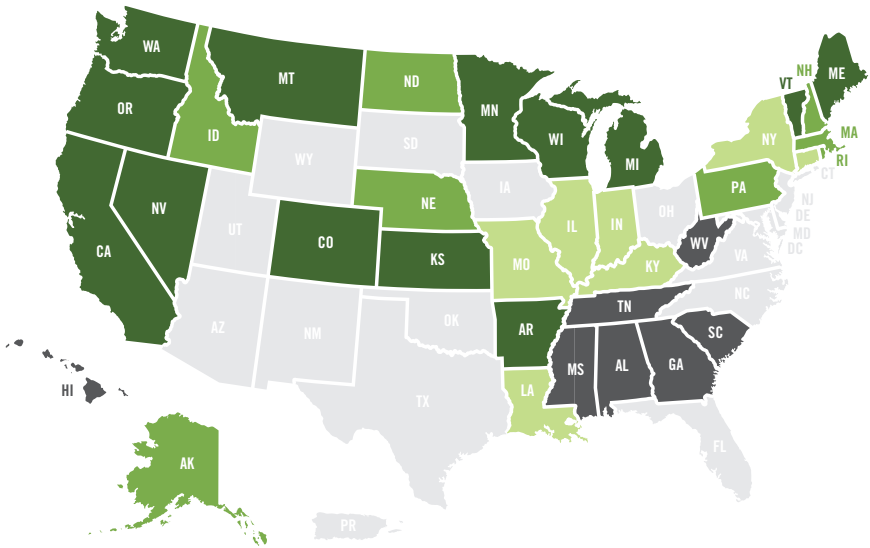 WA
MT
ND
MN
OR
ID
WY
SD
WI
MI
VT
NH
ME
NY
MA
RI
CT
PA
NJ
DE
MD
DC
NV
UT
CO
NE
IA
IL
IN
OH
WV
VA
CA
KS
MO
KY
NC
AZ
NM
OK
AR
TN
SC
MS
AL
GA
HI
TX
LA
FL
AK
PR